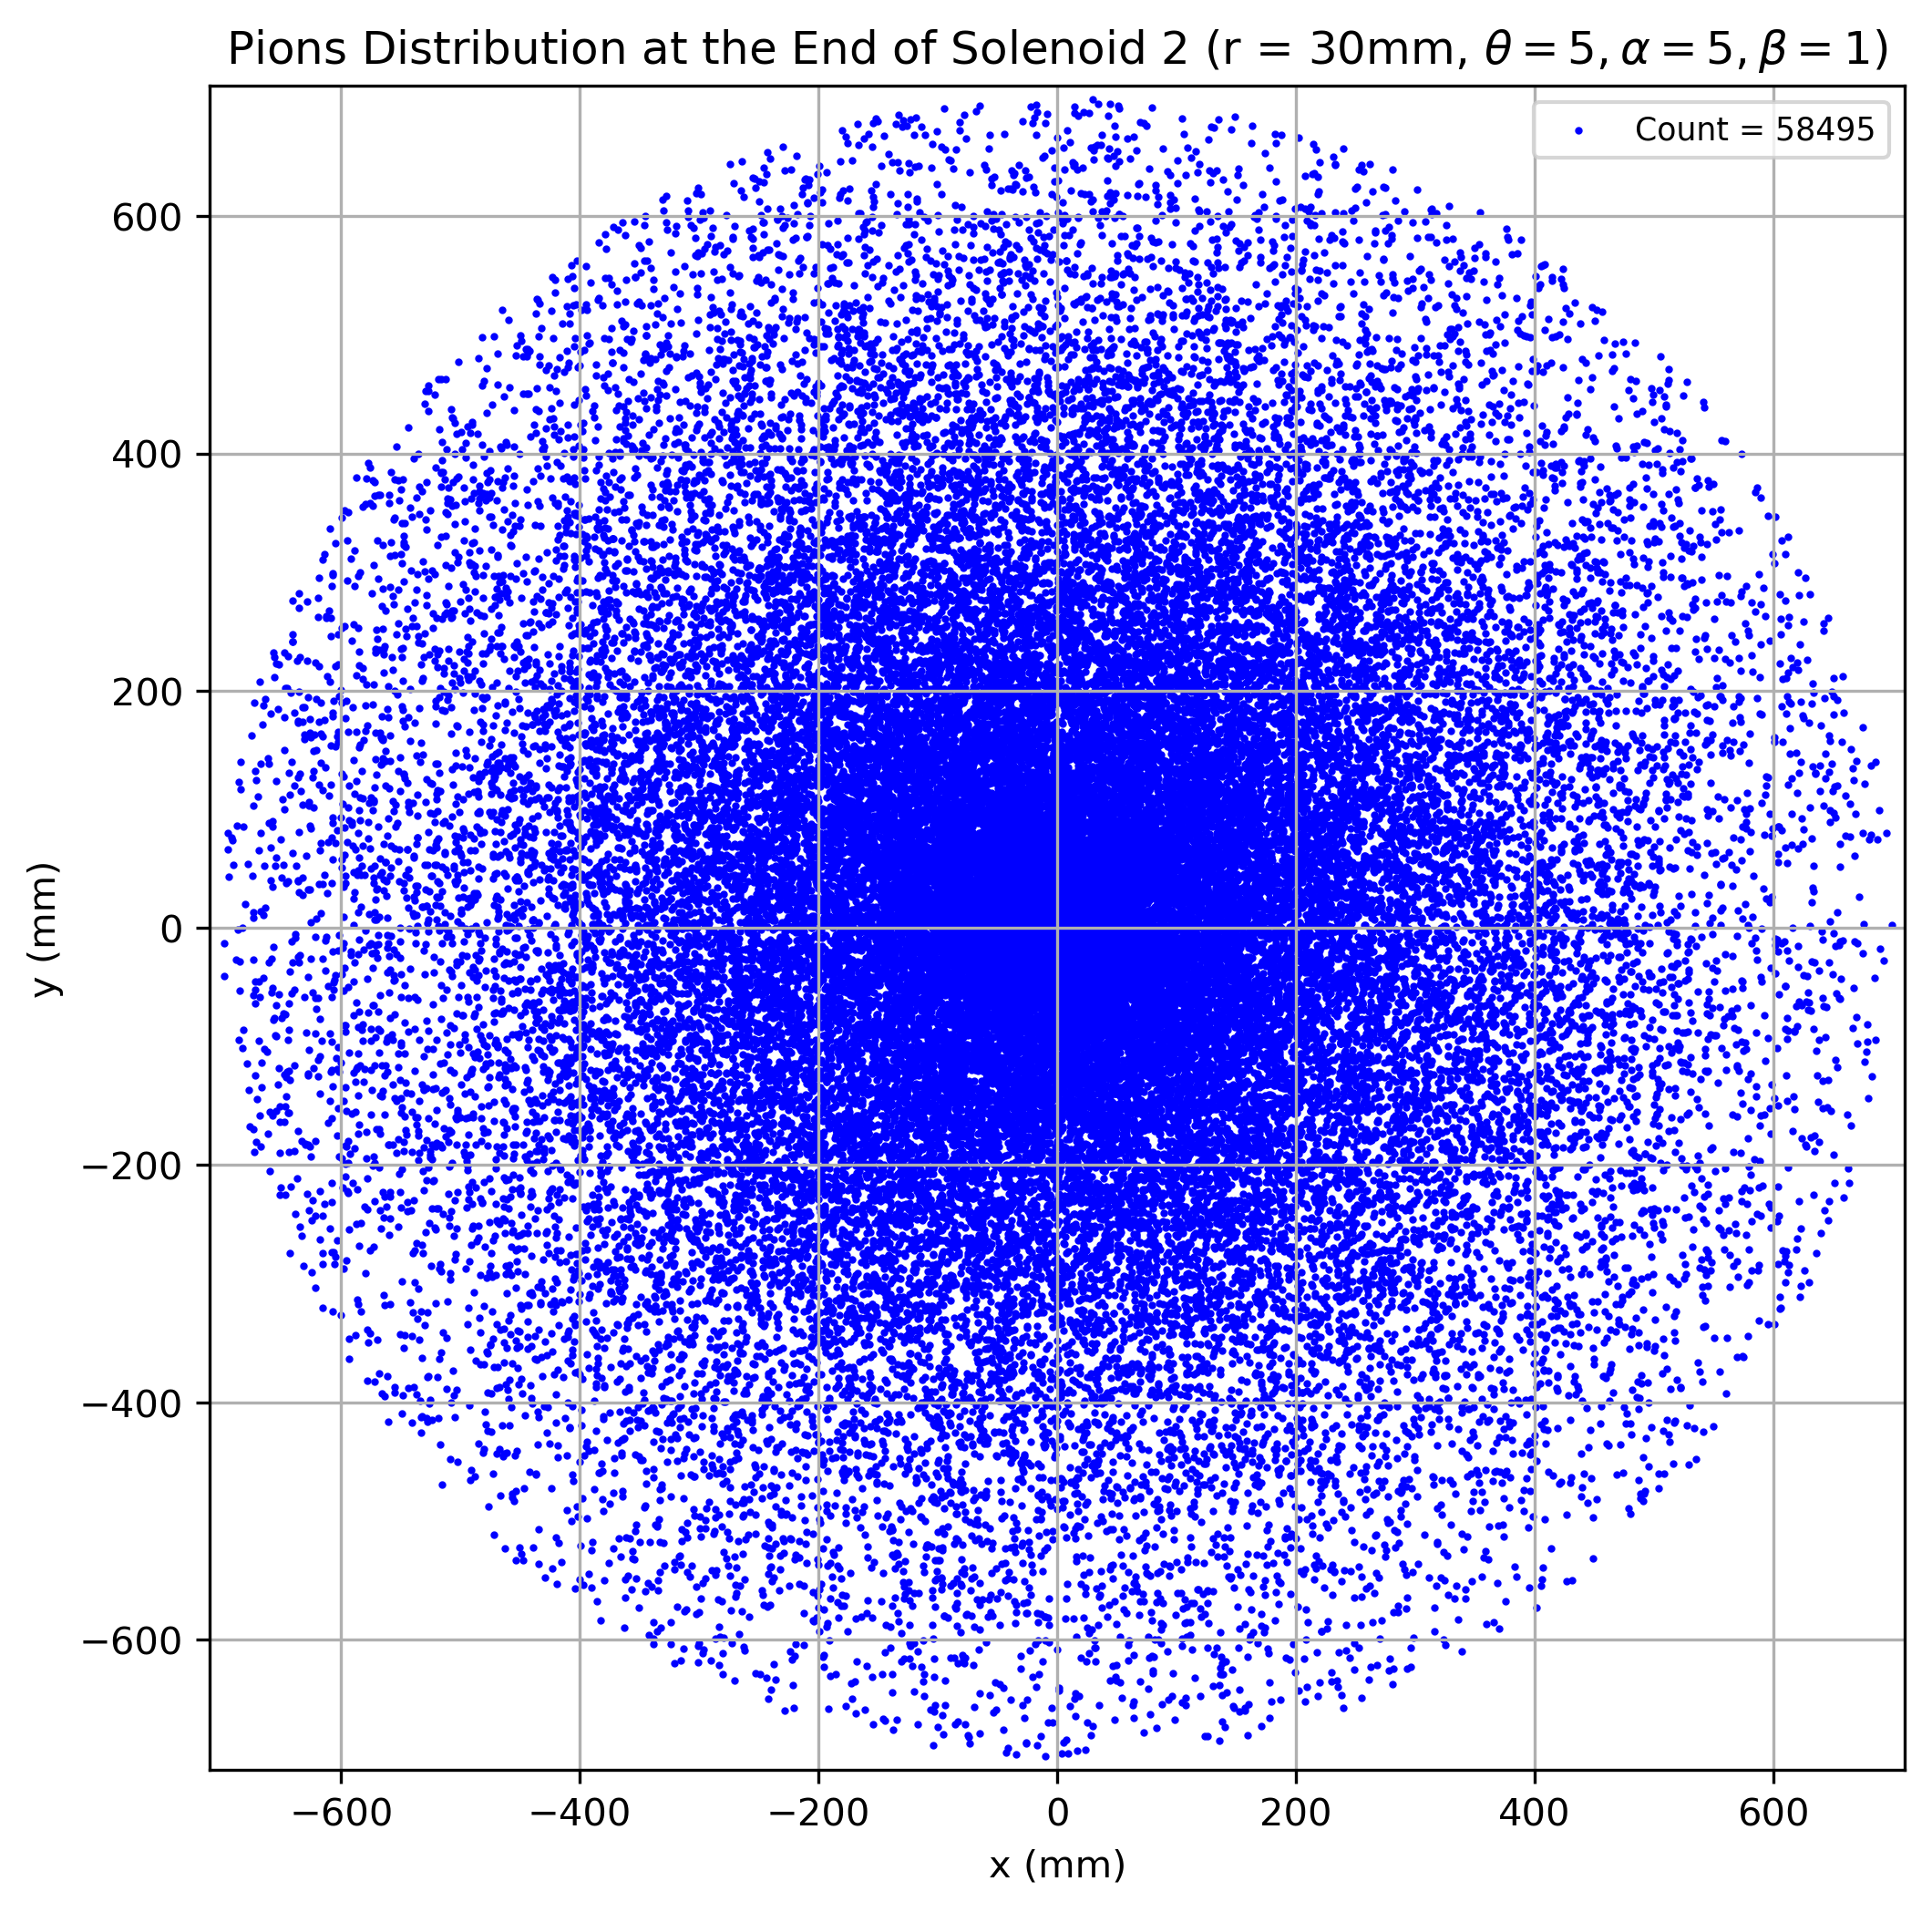 Pions Distribution at the End of Solenoid 2 (r = 30mm, θ = 5, α = 5, β = 1)
Count = 58495
600
400
200
0
−200
−400
−600
y (mm)
−600 −400 −200 0 200 400 600
x (mm)